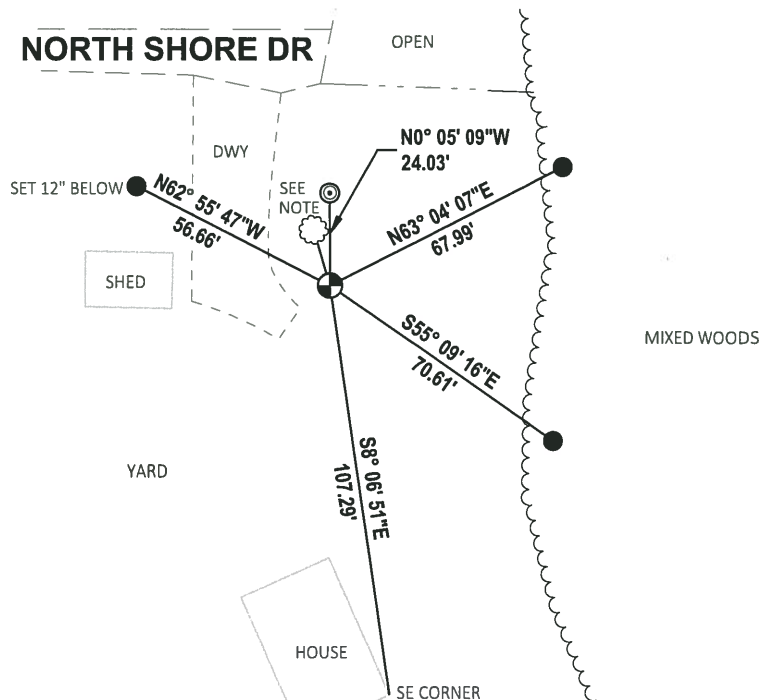 NORTH SHORE DR
OPEN
N0° 05' 09"W
24.03'
DWY
SET 12" BELOW
N62° 55' 47"W
56.66'
SEE
NOTE
N63° 04' 07"E
67.99'
SHED
S55° 09' 16"E
70.61'
MIXED WOODS
YARD
S8° 06' 51"E
107.29'
HOUSE
SE CORNER